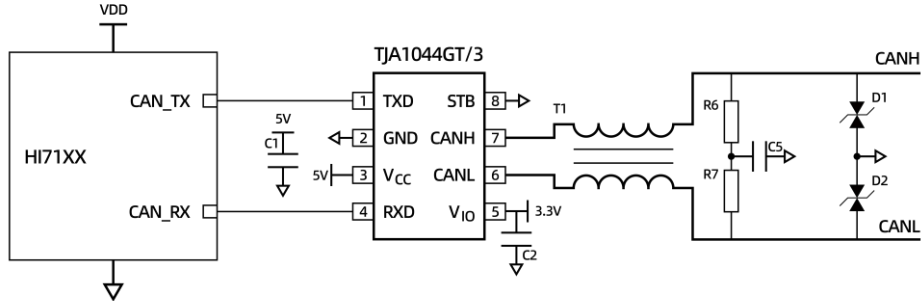 VDD
TJA1044GT/3
CANH
CAN_TX
1 TXD
STB 8
T1
R6
D1
5V
C1
2 GND
CANH 7
C5
HI71XX
5V
3 VCC
CANL 6
R7
D2
CAN_RX
4 RXD
VIO 5
3.3V
CANL
C2